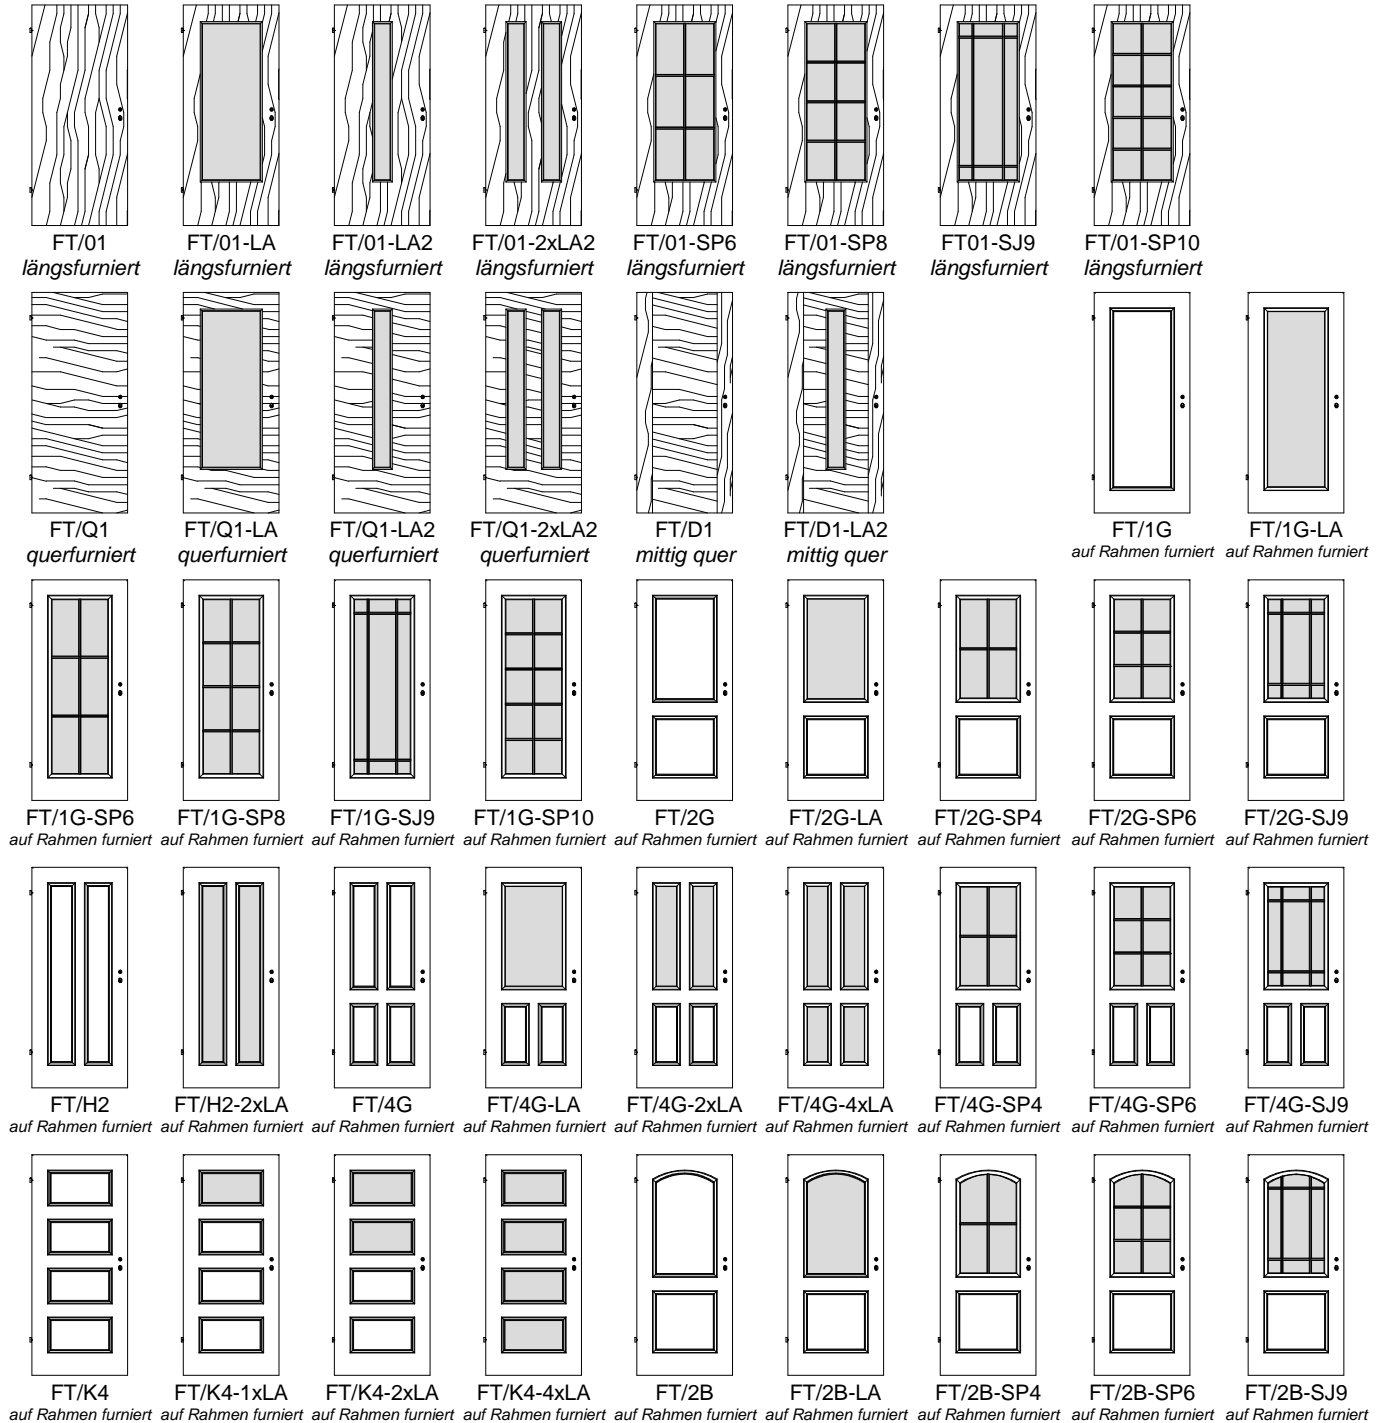 FT/01 FT/01-LA FT/01-LA2 FT/01-2xLA2 FT/01-SP6 FT/01-SP8 FT01-SJ9 FT/01-SP10
längsfurniert längsfurniert längsfurniert längsfurniert längsfurniert längsfurniert längsfurniert längsfurniert
FT/Q1 FT/Q1-LA FT/Q1-LA2 FT/Q1-2xLA2 FT/D1 FT/D1-LA2 FT/1G FT/1G-LA
querfurniert querfurniert querfurniert querfurniert mittig quer mittig quer auf Rahmen furniert auf Rahmen furniert
FT/1G-SP6 FT/1G-SP8 FT/1G-SJ9 FT/1G-SP10 FT/2G FT/2G-LA FT/2G-SP4 FT/2G-SP6 FT/2G-SJ9
auf Rahmen furniert auf Rahmen furniert auf Rahmen furniert auf Rahmen furniert auf Rahmen furniert auf Rahmen furniert auf Rahmen furniert auf Rahmen furniert auf Rahmen furniert
FT/H2 FT/H2-2xLA FT/4G FT/4G-LA FT/4G-2xLA FT/4G-4xLA FT/4G-SP4 FT/4G-SP6 FT/4G-SJ9
auf Rahmen furniert auf Rahmen furniert auf Rahmen furniert auf Rahmen furniert auf Rahmen furniert auf Rahmen furniert auf Rahmen furniert auf Rahmen furniert auf Rahmen furniert
FT/K4 FT/K4-1xLA FT/K4-2xLA FT/K4-4xLA FT/2B FT/2B-LA FT/2B-SP4 FT/2B-SP6 FT/2B-SJ9
auf Rahmen furniert auf Rahmen furniert auf Rahmen furniert auf Rahmen furniert auf Rahmen furniert auf Rahmen furniert auf Rahmen furniert auf Rahmen furniert auf Rahmen furniert